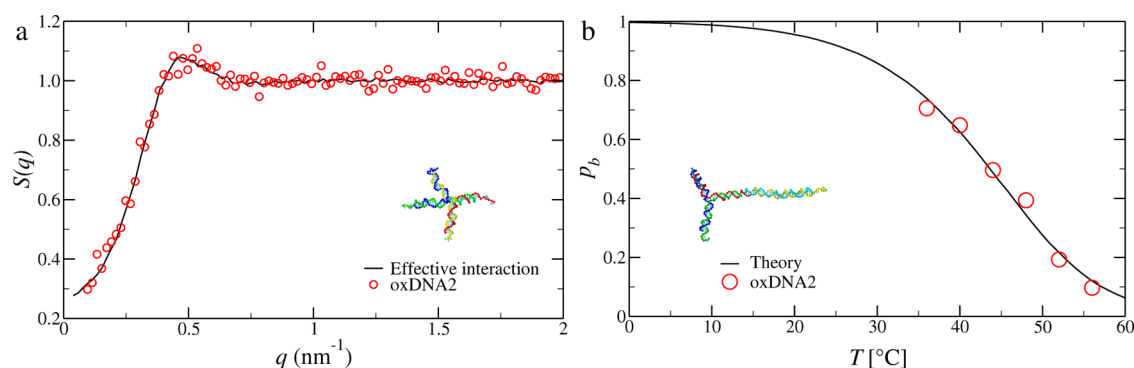 a
1.2
1.0
0.8
0.6
0.4
0.2
S(q)
Effective interaction
oxDNA2
0 0.5 1 1.5 2
q (nm⁻¹)
b
1
0.8
0.6
0.4
0.2
0
p_b
Theory
oxDNA2
0 10 20 30 40 50 60
T [°C]